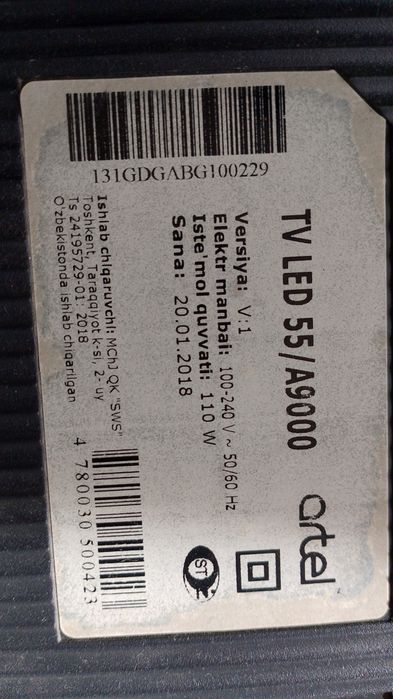 artel
TV LED 55/A9000
Versiya: V:1
Elektr manbai: 100-240 V ~ 50/60 Hz
Iste'mol quvvati: 110 W
Sana: 20.01.2018
ST
131GDGABG100229
Ishlab chiqaruvchi: MChJ QK "SWS"
Toshkent, Taraqqiyot k-si, 2- uy
Ts 24195729-01: 2018
O'zbekistonda ishlab chiqarilgan
4 780030 500423